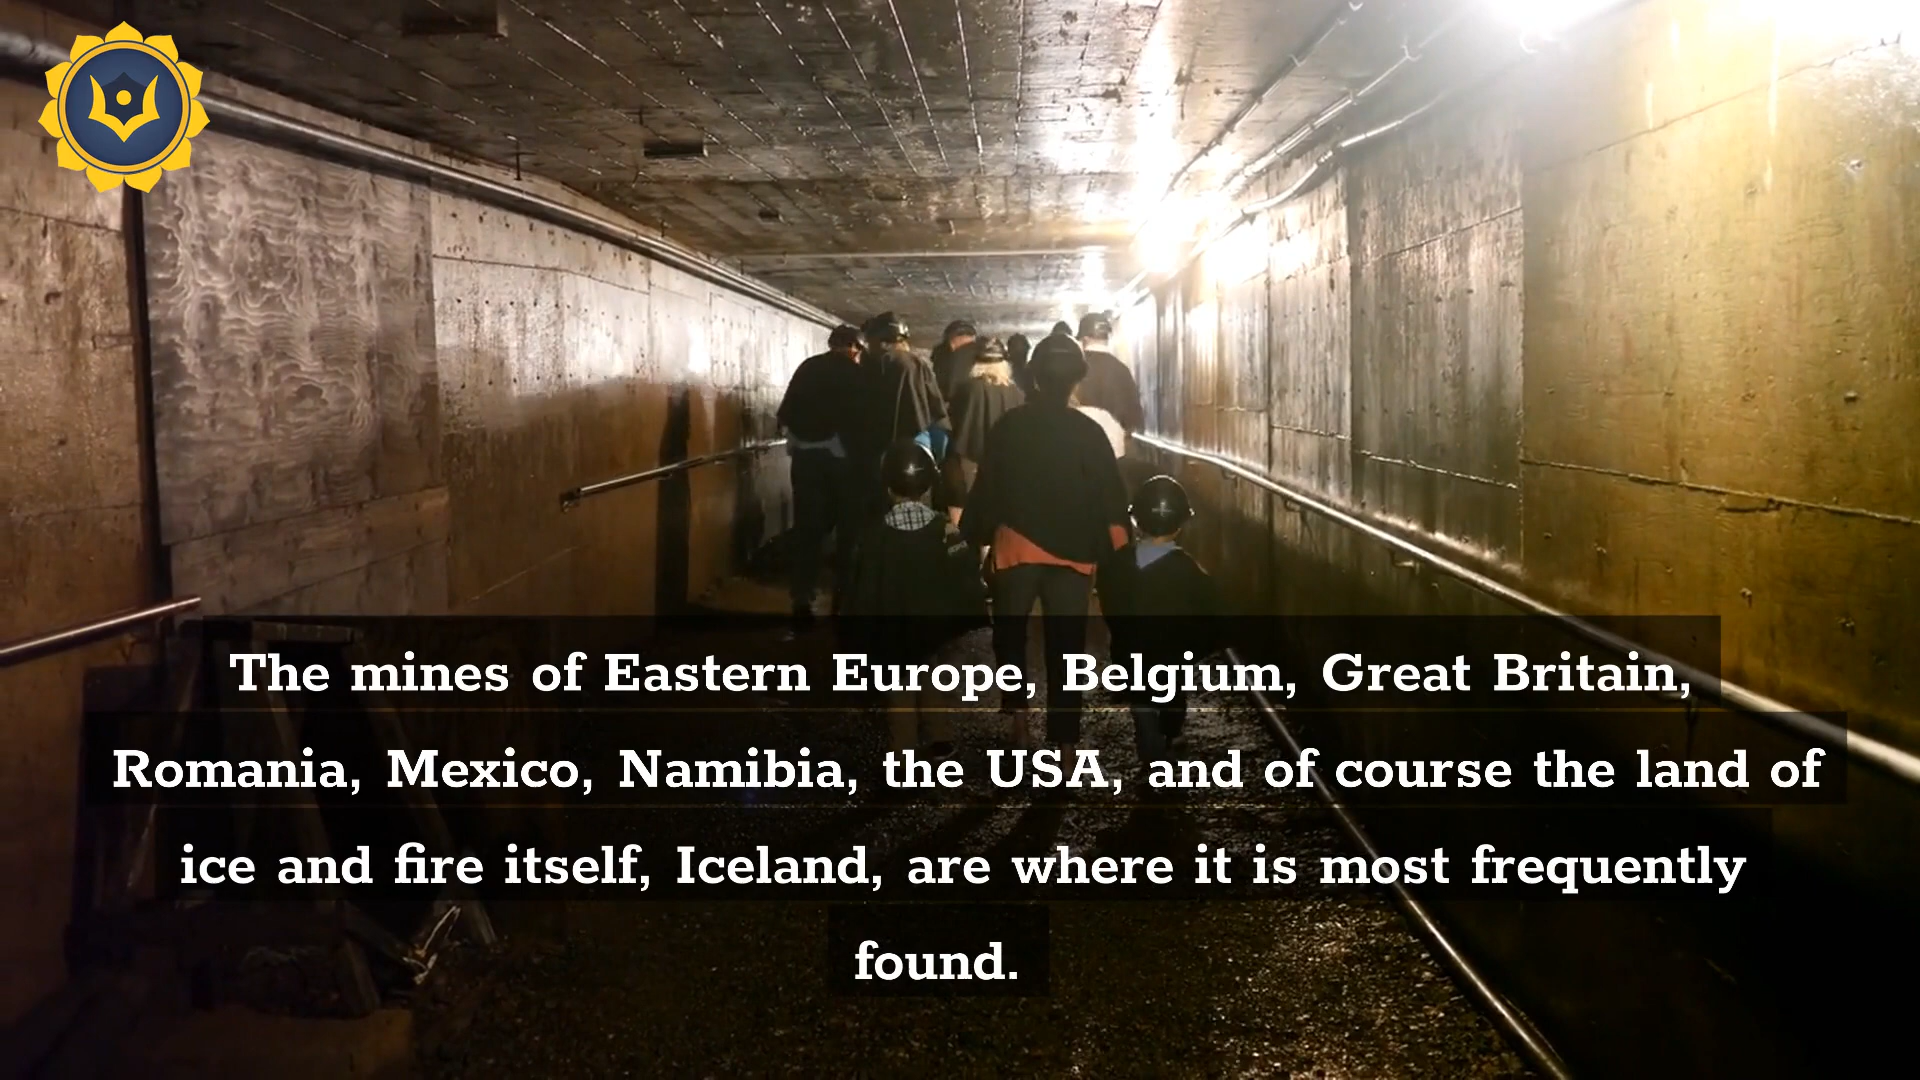 The mines of Eastern Europe, Belgium, Great Britain,
Romania, Mexico, Namibia, the USA, and of course the land of
ice and fire itself, Iceland, are where it is most frequently
found.